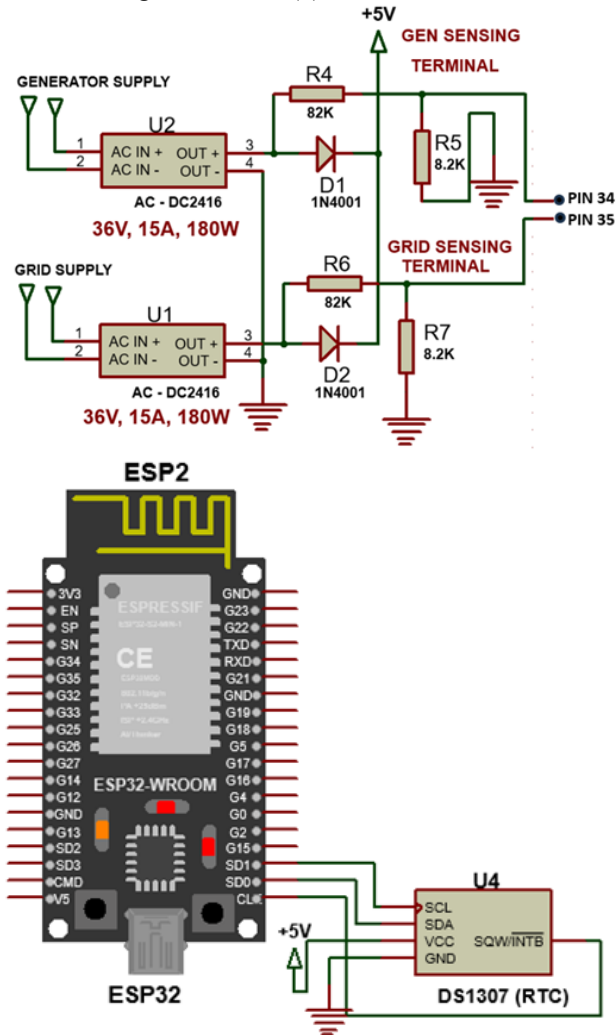 +5V
GEN SENSING
TERMINAL
GENERATOR SUPPLY
R4
82K
U2
1 AC IN + OUT + 3
2 AC IN - OUT - 4
R5
8.2K
D1
1N4001
AC - DC2416
36V, 15A, 180W
PIN 34
PIN 35
GRID SENSING
TERMINAL
GRID SUPPLY
R6
82K
U1
1 AC IN + OUT + 3
2 AC IN - OUT - 4
R7
8.2K
D2
1N4001
AC - DC2416
36V, 15A, 180W
ESP2
3V3 GND
EN G23
SP G22
SN TXD
G34 RXD
G35 G21
G32 GND
G33 G19
G25 G18
G26 G5
G27 G17
G14 G16
G12 G4
GND G0
G13 G2
SD2 G15
SD3 SD1
CMD SD0
V5 CL
ESPRESSIF
CE
ESP32-WROOM
ESP32
U4
SCL
SDA
VCC SQW/INTB
GND
+5V
DS1307 (RTC)